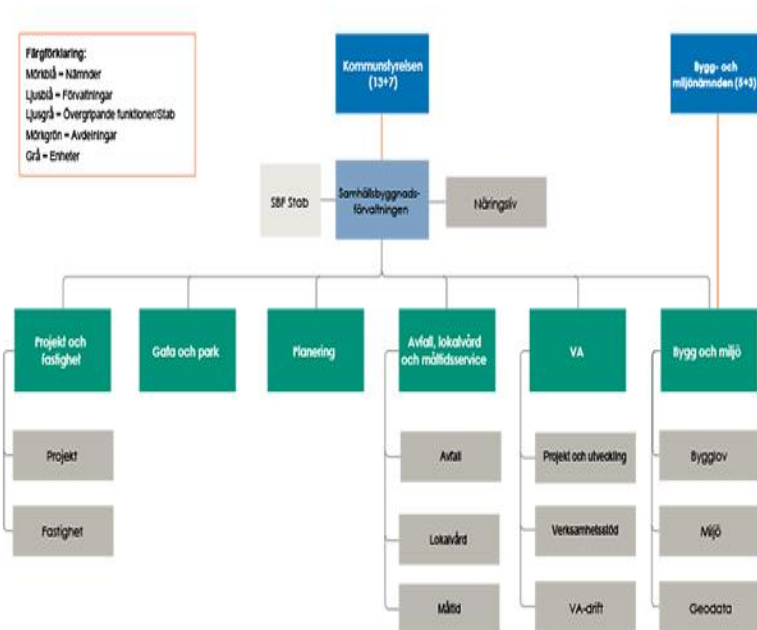 Färgförklaring:
Mörkblå = Nämnder
Ljusblå = Förvaltningar
Ljusgrå = Övergripande funktioner/Stab
Mörkgrön = Avdelningar
Grå = Enheter
Kommunstyrelsen
(13+7)
Bygg- och
miljönämnden (5+3)
SBF Stab
Samhällsbyggnads-
förvaltningen
Näringsliv
Projekt och
fastighet
Gata och park
Planering
Avfall, lokalvård
och måltidsservice
VA
Bygg och miljö
Projekt
Avfall
Projekt och utveckling
Bygglov
Fastighet
Lokalvård
Verksamhetsstöd
Miljö
Måltid
VA-drift
Geodata